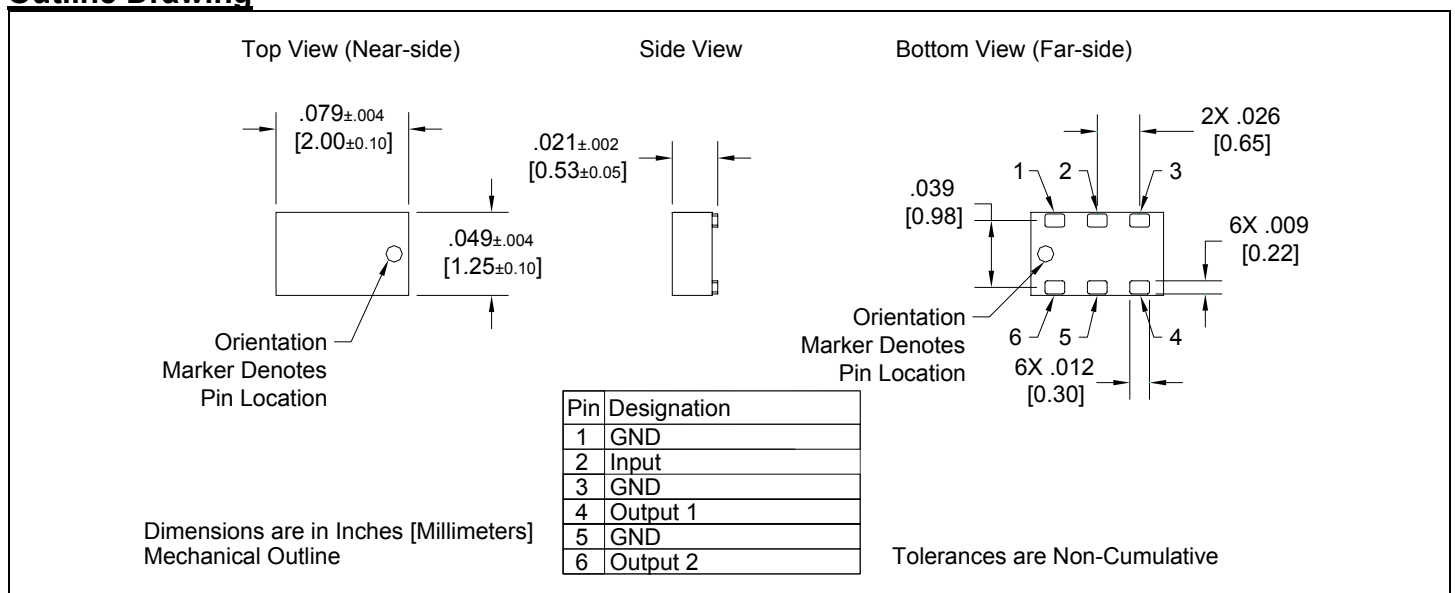 Outline Drawing
Top View (Near-side)
Side View
Bottom View (Far-side)
.079±.004
[2.00±0.10]
.049±.004
[1.25±0.10]
Orientation
Marker Denotes
Pin Location
.021±.002
[0.53±0.05]
2X .026
[0.65]
1
2
3
.039
[0.98]
6X .009
[0.22]
Orientation
Marker Denotes
Pin Location
6
5
4
6X .012
[0.30]
Pin Designation
1 GND
2 Input
3 GND
4 Output 1
5 GND
6 Output 2
Dimensions are in Inches [Millimeters]
Mechanical Outline
Tolerances are Non-Cumulative